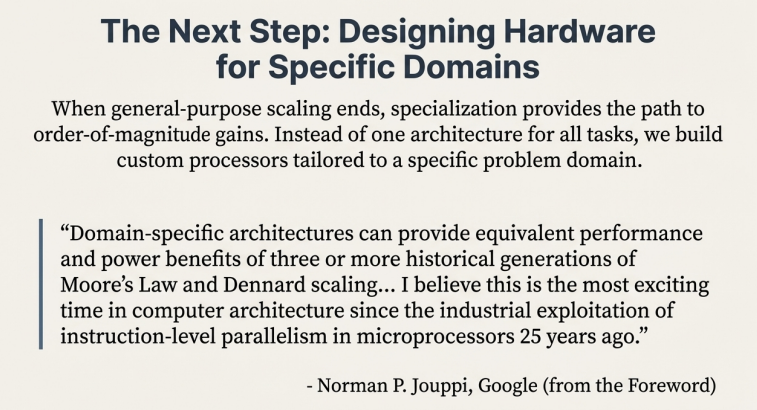 The Next Step: Designing Hardware
for Specific Domains
When general-purpose scaling ends, specialization provides the path to
order-of-magnitude gains. Instead of one architecture for all tasks, we build
custom processors tailored to a specific problem domain.
“Domain-specific architectures can provide equivalent performance
and power benefits of three or more historical generations of
Moore’s Law and Dennard scaling... I believe this is the most exciting
time in computer architecture since the industrial exploitation of
instruction-level parallelism in microprocessors 25 years ago.”
- Norman P. Jouppi, Google (from the Foreword)